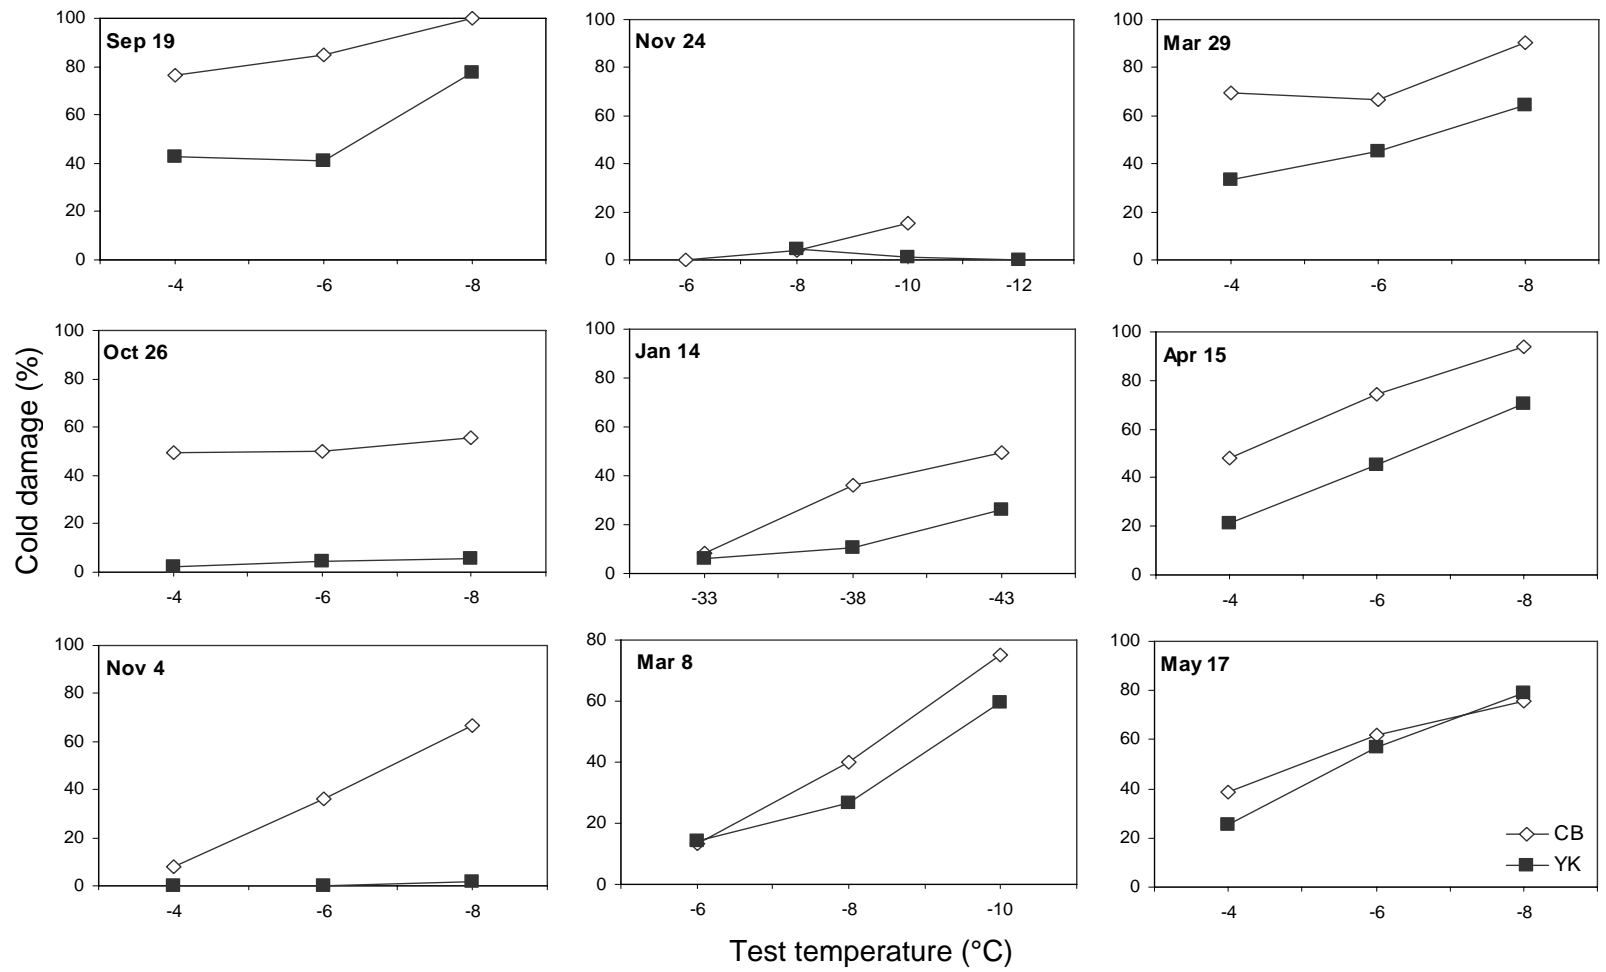 Cold damage (%)
Sep 19
100
80
60
40
20
0
-4 -6 -8
Nov 24
100
80
60
40
20
0
-6 -8 -10 -12
Mar 29
100
80
60
40
20
0
-4 -6 -8
Oct 26
100
80
60
40
20
0
-4 -6 -8
Jan 14
100
80
60
40
20
0
-33 -38 -43
Apr 15
100
80
60
40
20
0
-4 -6 -8
Nov 4
100
80
60
40
20
0
-4 -6 -8
Mar 8
80
60
40
20
0
-6 -8 -10
May 17
100
80
60
40
20
0
-4 -6 -8
CB
YK
Test temperature (°C)